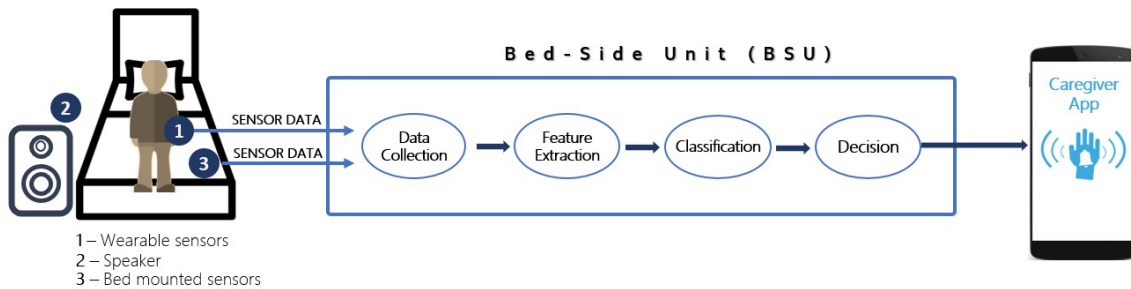 Bed-Side Unit (BSU)
2
1
3
SENSOR DATA
SENSOR DATA
Data
Collection
Feature
Extraction
Classification
Decision
Caregiver
App
1 – Wearable sensors
2 – Speaker
3 – Bed mounted sensors